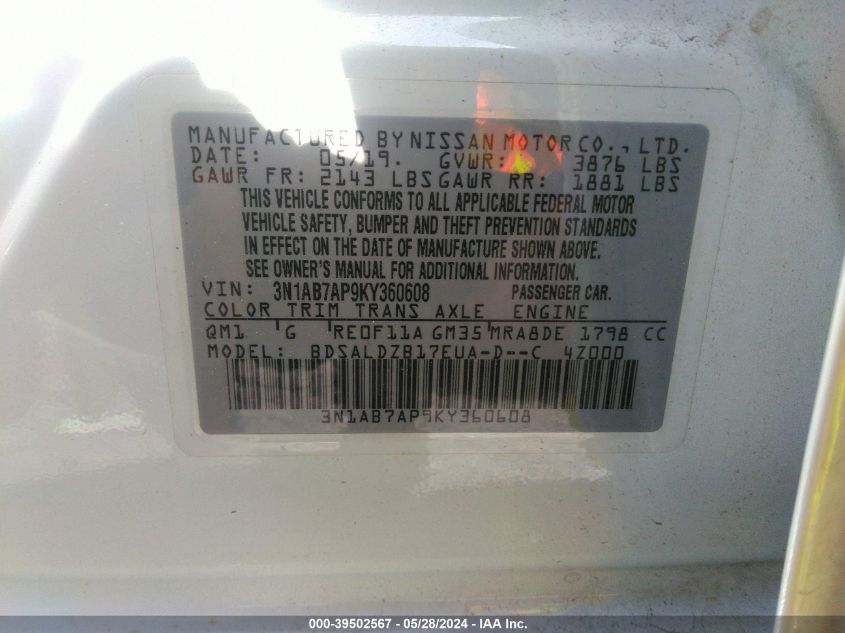 MANUFACTURED BY NISSAN MOTOR CO., LTD.
DATE: 05/19. GVWR: 3876 LBS
GAWR FR: 2143 LBS GAWR RR: 1881 LBS
THIS VEHICLE CONFORMS TO ALL APPLICABLE FEDERAL MOTOR
VEHICLE SAFETY, BUMPER AND THEFT PREVENTION STANDARDS
IN EFFECT ON THE DATE OF MANUFACTURE SHOWN ABOVE.
SEE OWNER'S MANUAL FOR ADDITIONAL INFORMATION.
VIN: 3N1AB7AP9KY360608 PASSENGER CAR.
COLOR TRIM TRANS AXLE ENGINE
QM1 G RE0F11A GM35 MRA8DE 1798 CC
MODEL: BDSALDZB17EUA-D--C 4Z000
3N1AB7AP9KY360608
000-39502567 - 05/28/2024 - IAA Inc.